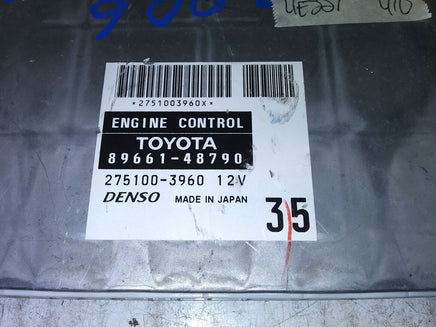 *2751003960X*
ENGINE CONTROL
TOYOTA
89661-48790
275100-3960 12V
DENSO MADE IN JAPAN
35